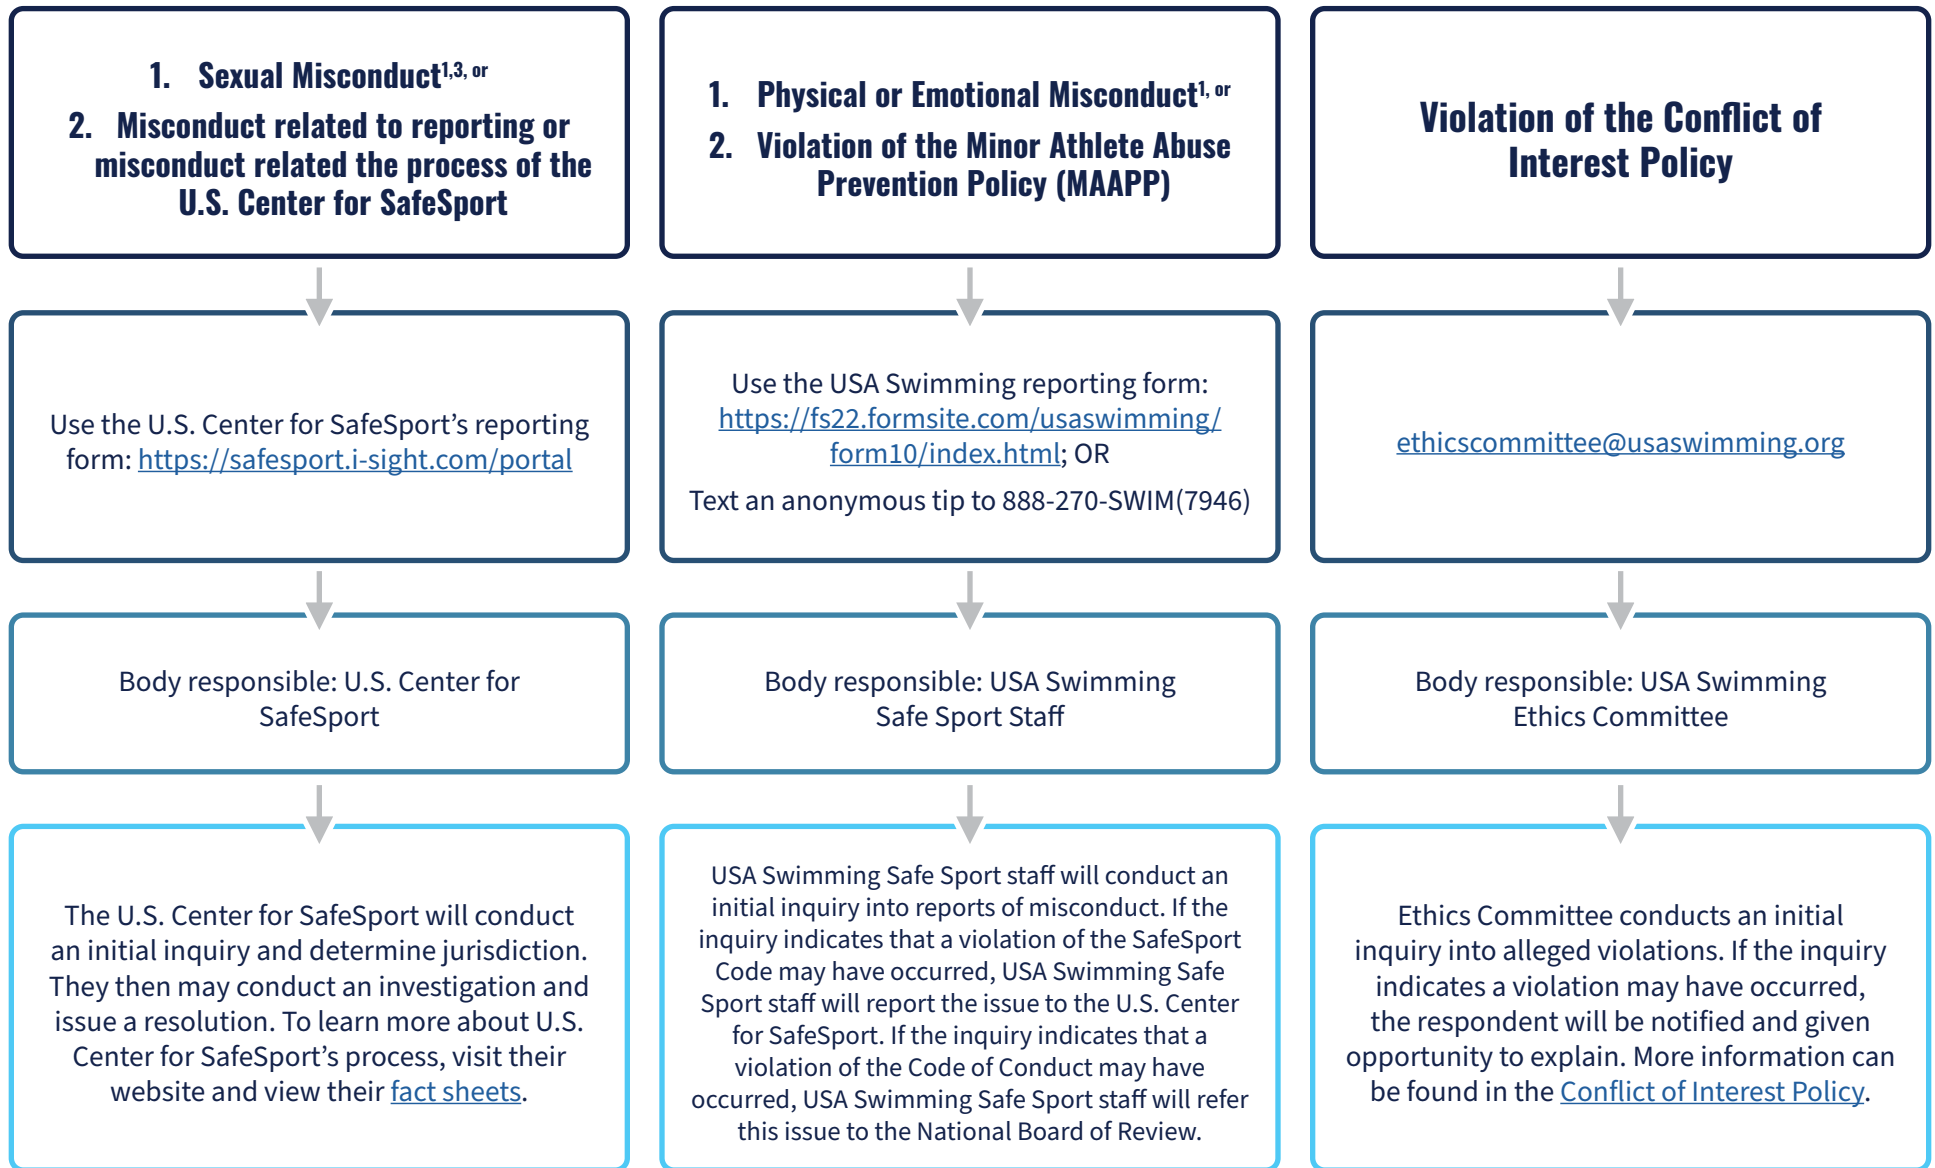 1. Sexual Misconduct1,3, or
2. Misconduct related to reporting or
misconduct related the process of the
U.S. Center for SafeSport
Use the U.S. Center for SafeSport’s reporting
form: https://safesport.i-sight.com/portal
Body responsible: U.S. Center for
SafeSport
The U.S. Center for SafeSport will conduct
an initial inquiry and determine jurisdiction.
They then may conduct an investigation and
issue a resolution. To learn more about U.S.
Center for SafeSport’s process, visit their
website and view their fact sheets.
1. Physical or Emotional Misconduct1, or
2. Violation of the Minor Athlete Abuse
Prevention Policy (MAAPP)
Use the USA Swimming reporting form:
https://fs22.formsite.com/usaswimming/
form10/index.html; OR
Text an anonymous tip to 888-270-SWIM(7946)
Body responsible: USA Swimming
Safe Sport Staff
USA Swimming Safe Sport staff will conduct an
initial inquiry into reports of misconduct. If the
inquiry indicates that a violation of the SafeSport
Code may have occurred, USA Swimming Safe
Sport staff will report the issue to the U.S. Center
for SafeSport. If the inquiry indicates that a
violation of the Code of Conduct may have
occurred, USA Swimming Safe Sport staff will refer
this issue to the National Board of Review.
Violation of the Conflict of
Interest Policy
ethicscommittee@usaswimming.org
Body responsible: USA Swimming
Ethics Committee
Ethics Committee conducts an initial
inquiry into alleged violations. If the inquiry
indicates a violation may have occurred,
the respondent will be notified and given
opportunity to explain. More information can
be found in the Conflict of Interest Policy.